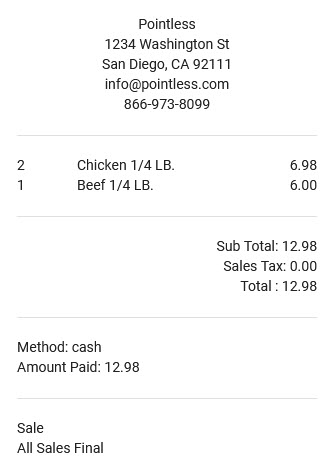 Pointless
1234 Washington St
San Diego, CA 92111
info@pointless.com
866-973-8099
2 Chicken 1/4 LB. 6.98
1 Beef 1/4 LB. 6.00
Sub Total: 12.98
Sales Tax: 0.00
Total : 12.98
Method: cash
Amount Paid: 12.98
Sale
All Sales Final